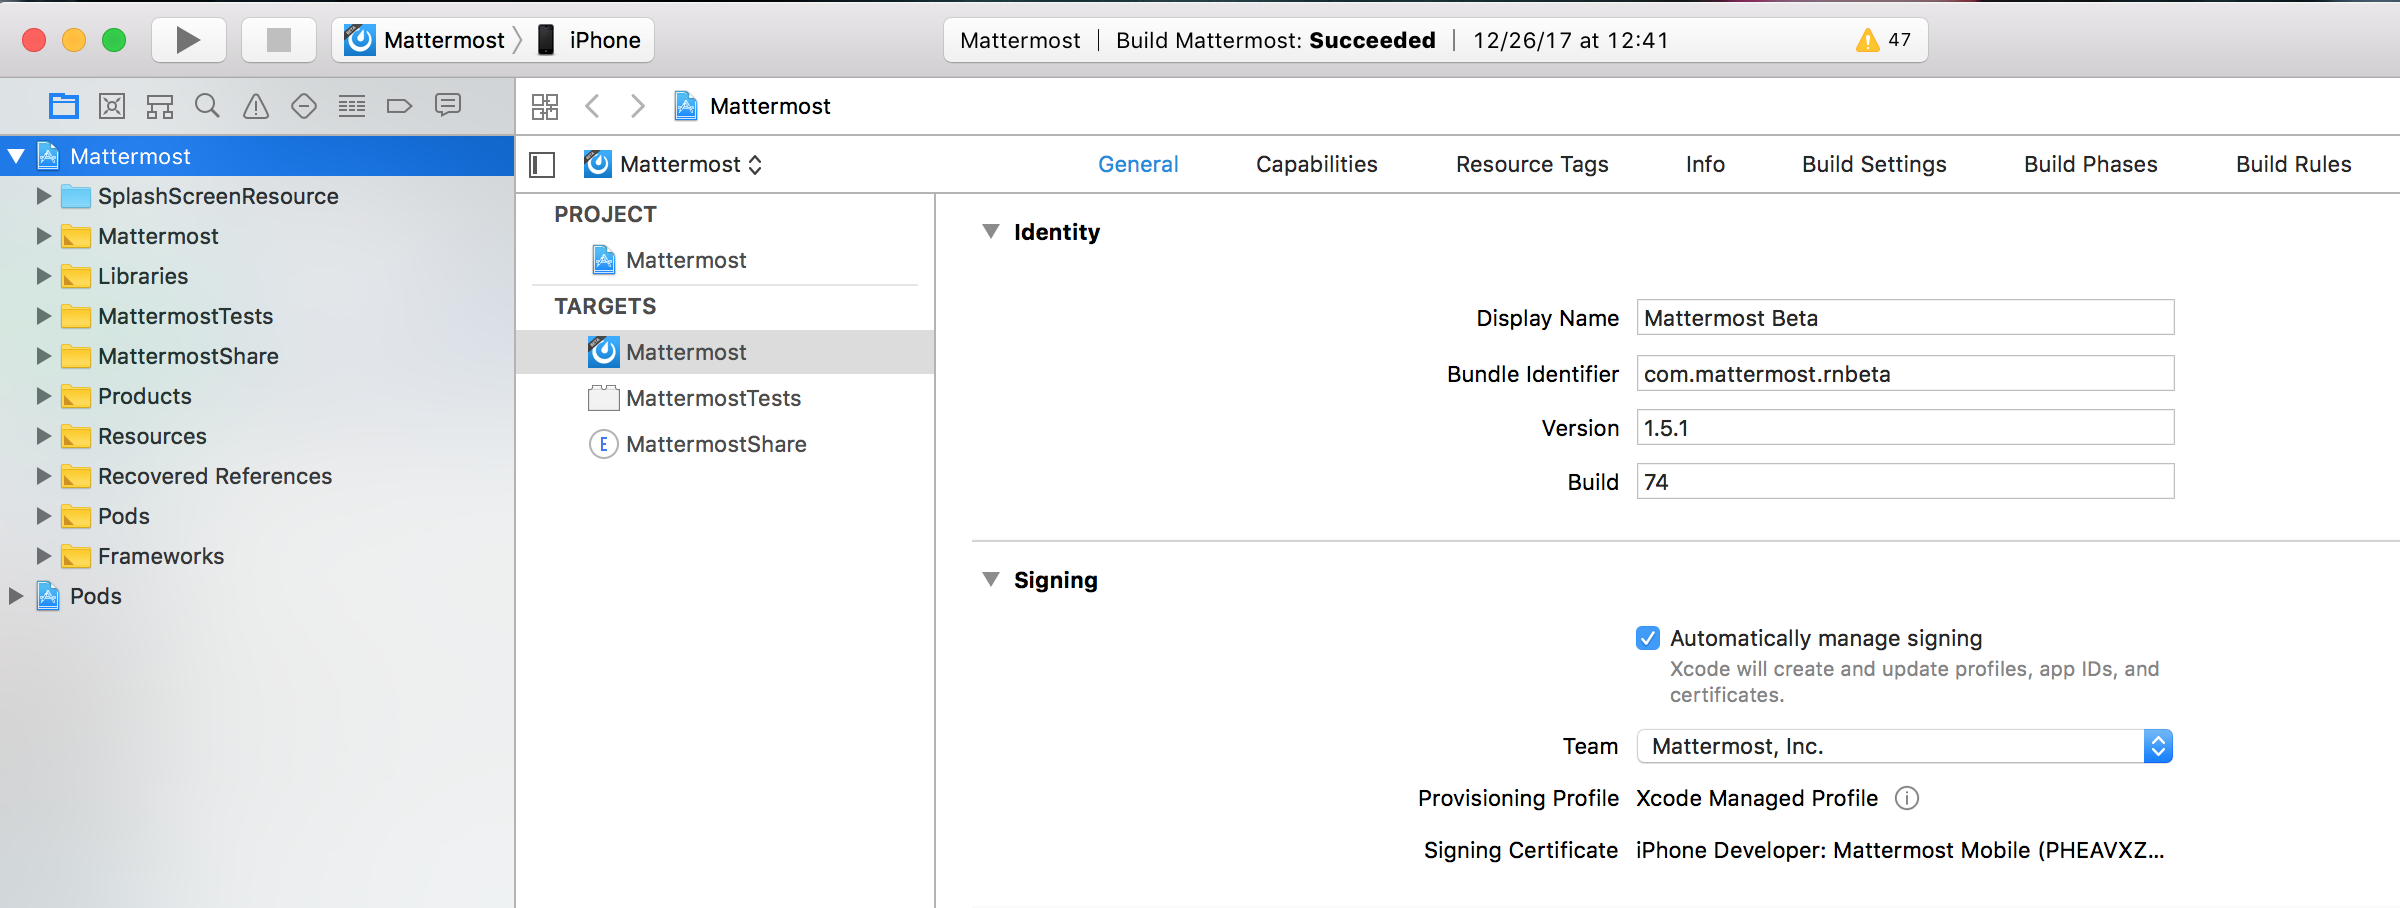 Mattermost iPhone
Mattermost | Build Mattermost: Succeeded | 12/26/17 at 12:41 47
Mattermost
Mattermost
SplashScreenResource
Mattermost
Libraries
MattermostTests
MattermostShare
Products
Resources
Recovered References
Pods
Frameworks
Pods
Mattermost
General Capabilities Resource Tags Info Build Settings Build Phases Build Rules
PROJECT
Mattermost
TARGETS
Mattermost
MattermostTests
E MattermostShare
Identity
Display Name Mattermost Beta
Bundle Identifier com.mattermost.rnbeta
Version 1.5.1
Build 74
Signing
Automatically manage signing
Xcode will create and update profiles, app IDs, and
certificates.
Team Mattermost, Inc.
Provisioning Profile Xcode Managed Profile
Signing Certificate iPhone Developer: Mattermost Mobile (PHEAVXZ...